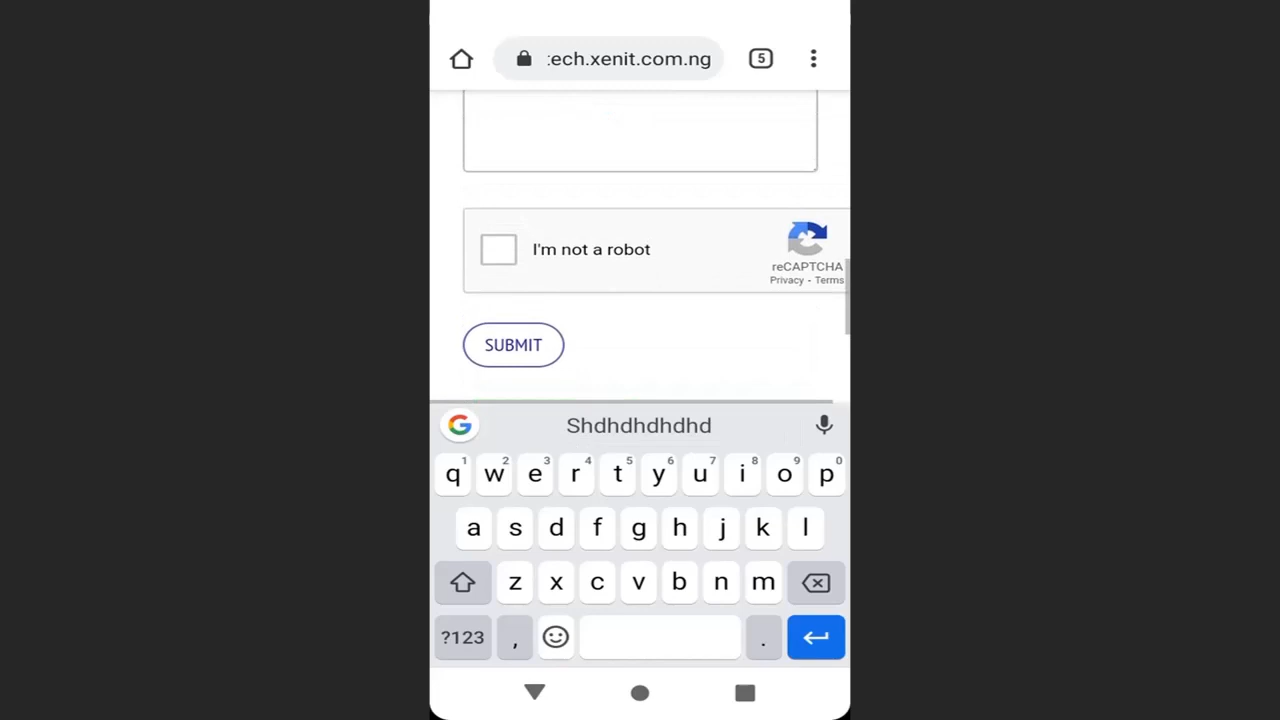 :ech.xenit.com.ng 5
I'm not a robot
reCAPTCHA
Privacy - Terms
SUBMIT
G Shdhdhdhdhd
1 2 3 4 5 6 7 8 9 0
q w e r t y u i o p
a s d f g h j k l
z x c v b n m
?123 , .